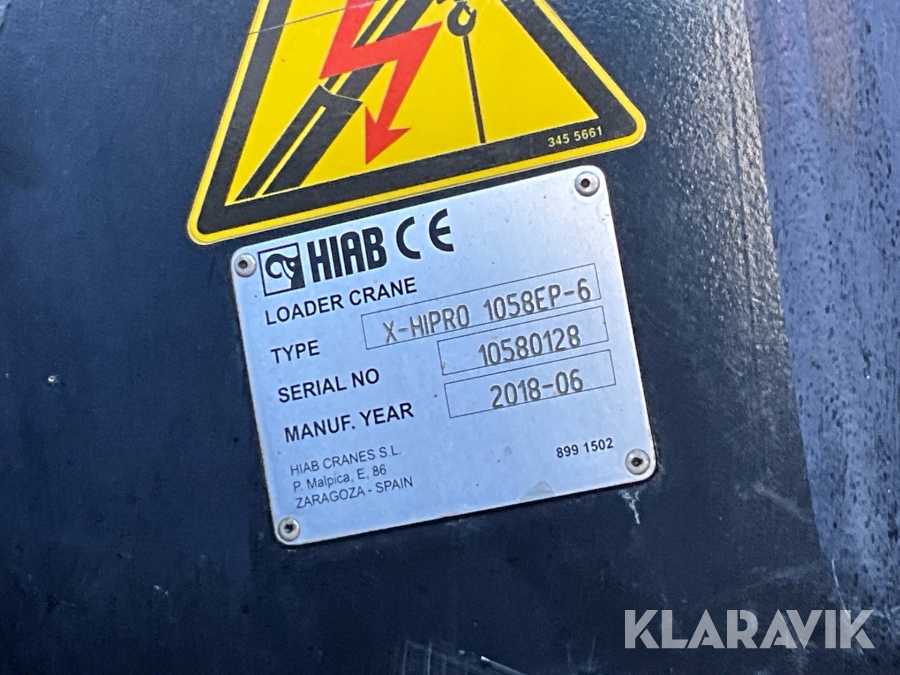 345 5661
HIAB CE
LOADER CRANE
TYPE X-HIPRO 1058EP-6
SERIAL NO 10580128
MANUF. YEAR 2018-06
HIAB CRANES S.L.
P. Malpica, E, 86
ZARAGOZA - SPAIN
899 1502
KLARAVIK